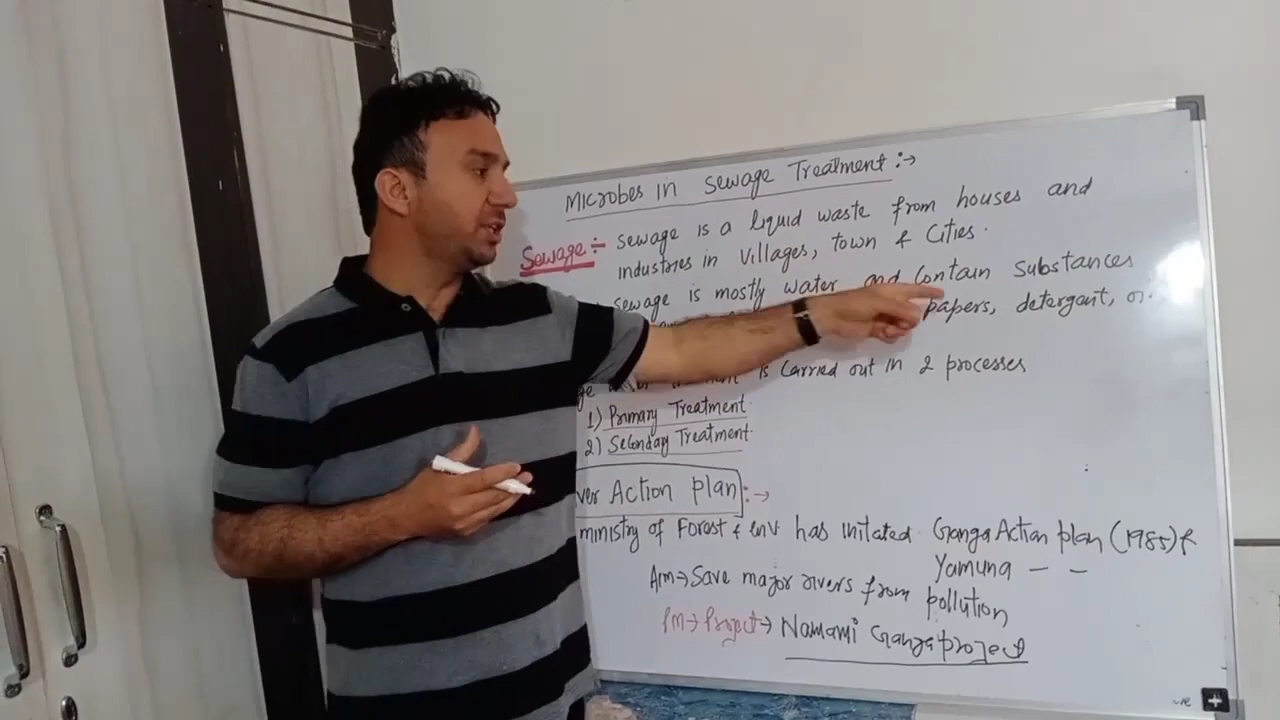 Microbes in Sewage Treatment :→
Sewage ÷ Sewage is a liquid waste from houses and
industries in villages, town & Cities.
sewage is mostly water and Contain Substances
papers, detergant,
is Carried out in 2 processes
1) Primary Treatment
2) Secondary Treatment
Action plan :→
ministry of Forest & env has initated Ganga Action plan (1985) &
Yamuna — —
Aim → Save major rivers from pollution
PM → Project → Namami Ganga project